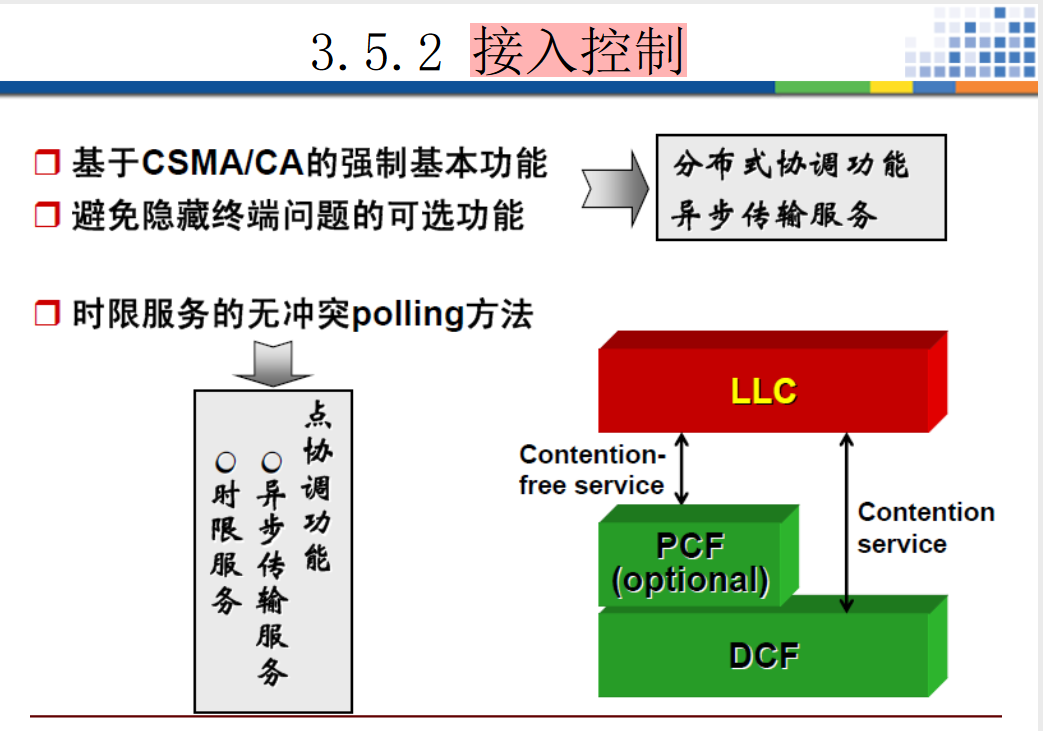 3.5.2 接入控制
基于CSMA/CA的强制基本功能
避免隐藏终端问题的可选功能
分布式协调功能
异步传输服务
时限服务的无冲突polling方法
点协调功能
异步传输服务
时限服务
LLC
Contention-
free service
Contention
service
PCF
(optional)
DCF